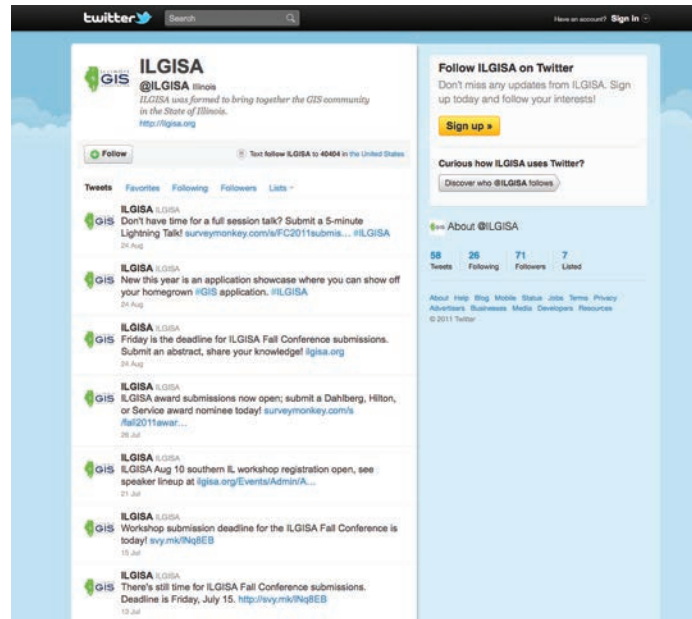 twitter
Search
Have an account? Sign in
ILLINOIS
GIS
ILGISA
@ILGISA Illinois
ILGISA was formed to bring together the GIS community
in the State of Illinois.
http://ilgisa.org
Follow
Text follow ILGISA to 40404 in the United States
Tweets Favorites Following Followers Lists
GIS
ILGISA ILGISA
Don't have time for a full session talk? Submit a 5-minute
Lightning Talk! surveymonkey.com/s/FC2011submis… #ILGISA
24 Aug
GIS
ILGISA ILGISA
New this year is an application showcase where you can show off
your homegrown #GIS application. #ILGISA
24 Aug
GIS
ILGISA ILGISA
Friday is the deadline for ILGISA Fall Conference submissions.
Submit an abstract, share your knowledge! ilgisa.org
24 Aug
GIS
ILGISA ILGISA
ILGISA award submissions now open; submit a Dahlberg, Hilton,
or Service award nominee today! surveymonkey.com/s
/fall2011awar…
26 Jul
GIS
ILGISA ILGISA
ILGISA Aug 10 southern IL workshop registration open, see
speaker lineup at ilgisa.org/Events/Admin/A…
21 Jul
GIS
ILGISA ILGISA
Workshop submission deadline for the ILGISA Fall Conference is
today! svy.mk/lNq8EB
15 Jul
GIS
ILGISA ILGISA
There's still time for ILGISA Fall Conference submissions.
Deadline is Friday, July 15. http://svy.mk/lNq8EB
13 Jul
Follow ILGISA on Twitter
Don't miss any updates from ILGISA. Sign
up today and follow your interests!
Sign up »
Curious how ILGISA uses Twitter?
Discover who @ILGISA follows
About @ILGISA
58 26 71 7
Tweets Following Followers Listed
About Help Blog Mobile Status Jobs Terms Privacy
Advertisers Businesses Media Developers Resources
© 2011 Twitter